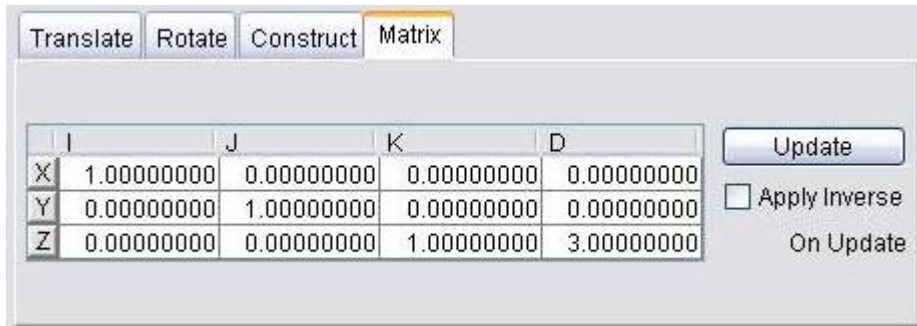 Translate Rotate Construct Matrix
I J K D
X 1.00000000 0.00000000 0.00000000 0.00000000
Y 0.00000000 1.00000000 0.00000000 0.00000000
Z 0.00000000 0.00000000 1.00000000 3.00000000
Update
Apply Inverse
On Update